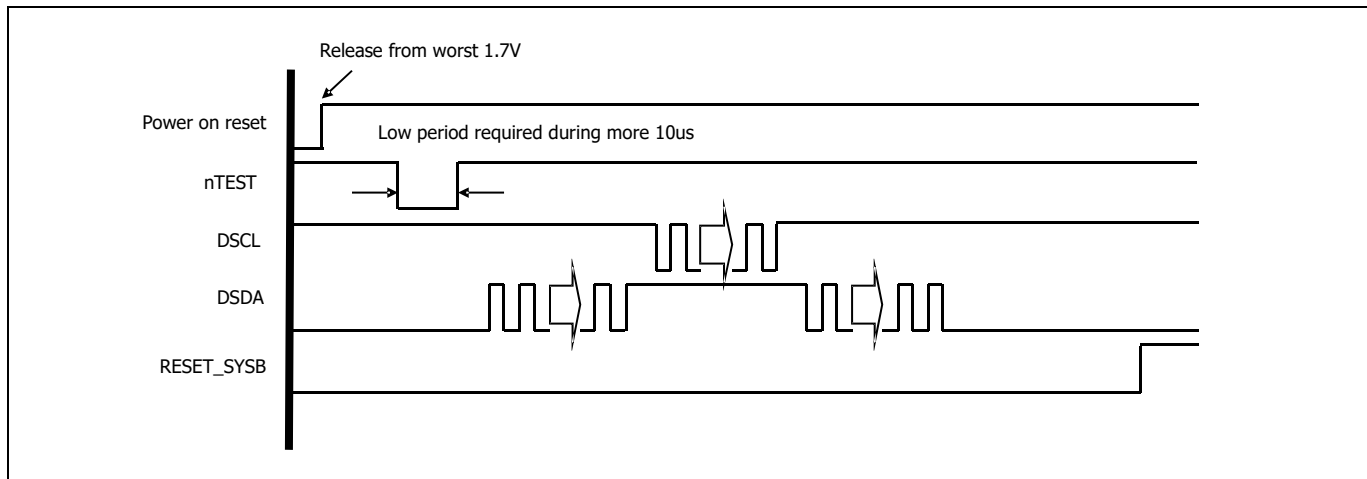 Release from worst 1.7V
Power on reset
Low period required during more 10us
nTEST
DSCL
DSDA
RESET_SYSB